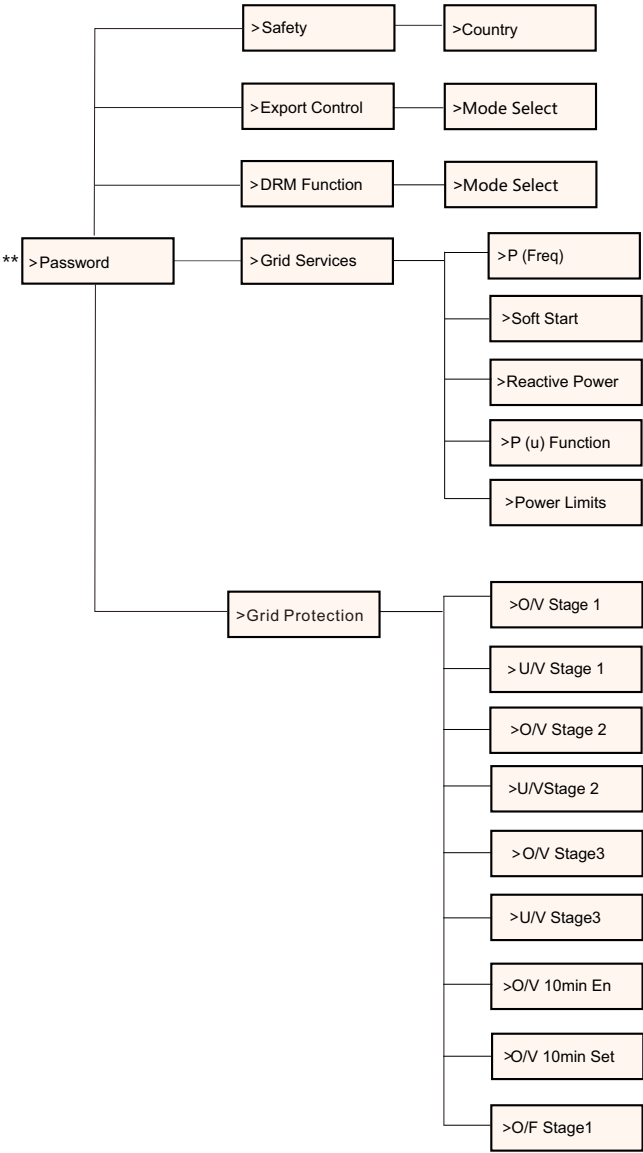 >Safety
>Country
>Export Control
>Mode Select
>DRM Function
>Mode Select
** >Password
>Grid Services
>P (Freq)
>Soft Start
>Reactive Power
>P (u) Function
>Power Limits
>Grid Protection
>O/V Stage 1
>U/V Stage 1
>O/V Stage 2
>U/VStage 2
>O/V Stage3
>U/V Stage3
>O/V 10min En
>O/V 10min Set
>O/F Stage1